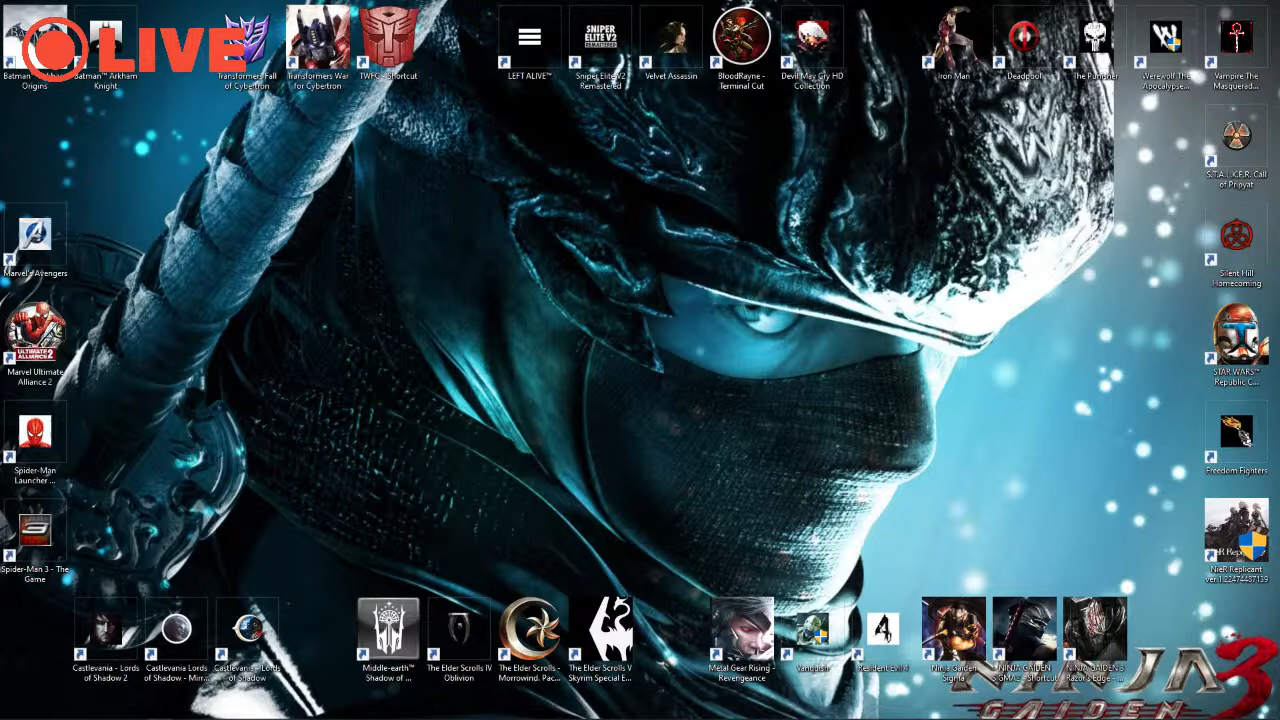 LIVE
Batman™ Arkham
Origins
Batman™ Arkham
Knight
Transformers Fall
of Cybertron
Transformers War
for Cybertron
TWFC - Shortcut
LEFT ALIVE™
SNIPER
ELITE V2
REMASTERED
Sniper Elite V2
Remastered
Velvet Assassin
BloodRayne -
Terminal Cut
Devil May Cry HD
Collection
Iron Man
Deadpool
The Punisher
Werewolf The
Apocalypse...
Vampire The
Masquerad...
S.T.A.L.K.E.R. Call
of Pripyat
Marvel's Avengers
Silent Hill
Homecoming
ULTIMATE
ALLIANCE 2
Marvel Ultimate
Alliance 2
STAR WARS™
Republic C...
Spider-Man
Launcher ...
Freedom Fighters
Spider-Man 3 - The
Game
NieR Replicant
ver.1.22474487139
Castlevania - Lords
of Shadow 2
Castlevania Lords
of Shadow - Mirr...
Castlevania - Lords
of Shadow
Middle-earth™
Shadow of ...
The Elder Scrolls IV
Oblivion
The Elder Scrolls -
Morrowind. Pac...
The Elder Scrolls V
Skyrim Special E...
Metal Gear Rising -
Revengeance
Vanquish
4
Resident Evil 4
Ninja Gaiden
Sigma
NINJA GAIDEN
SIGMA2 - Shortcut
NINJA GAIDEN 3
Razor's Edge - ...
NINJA
GAIDEN 3